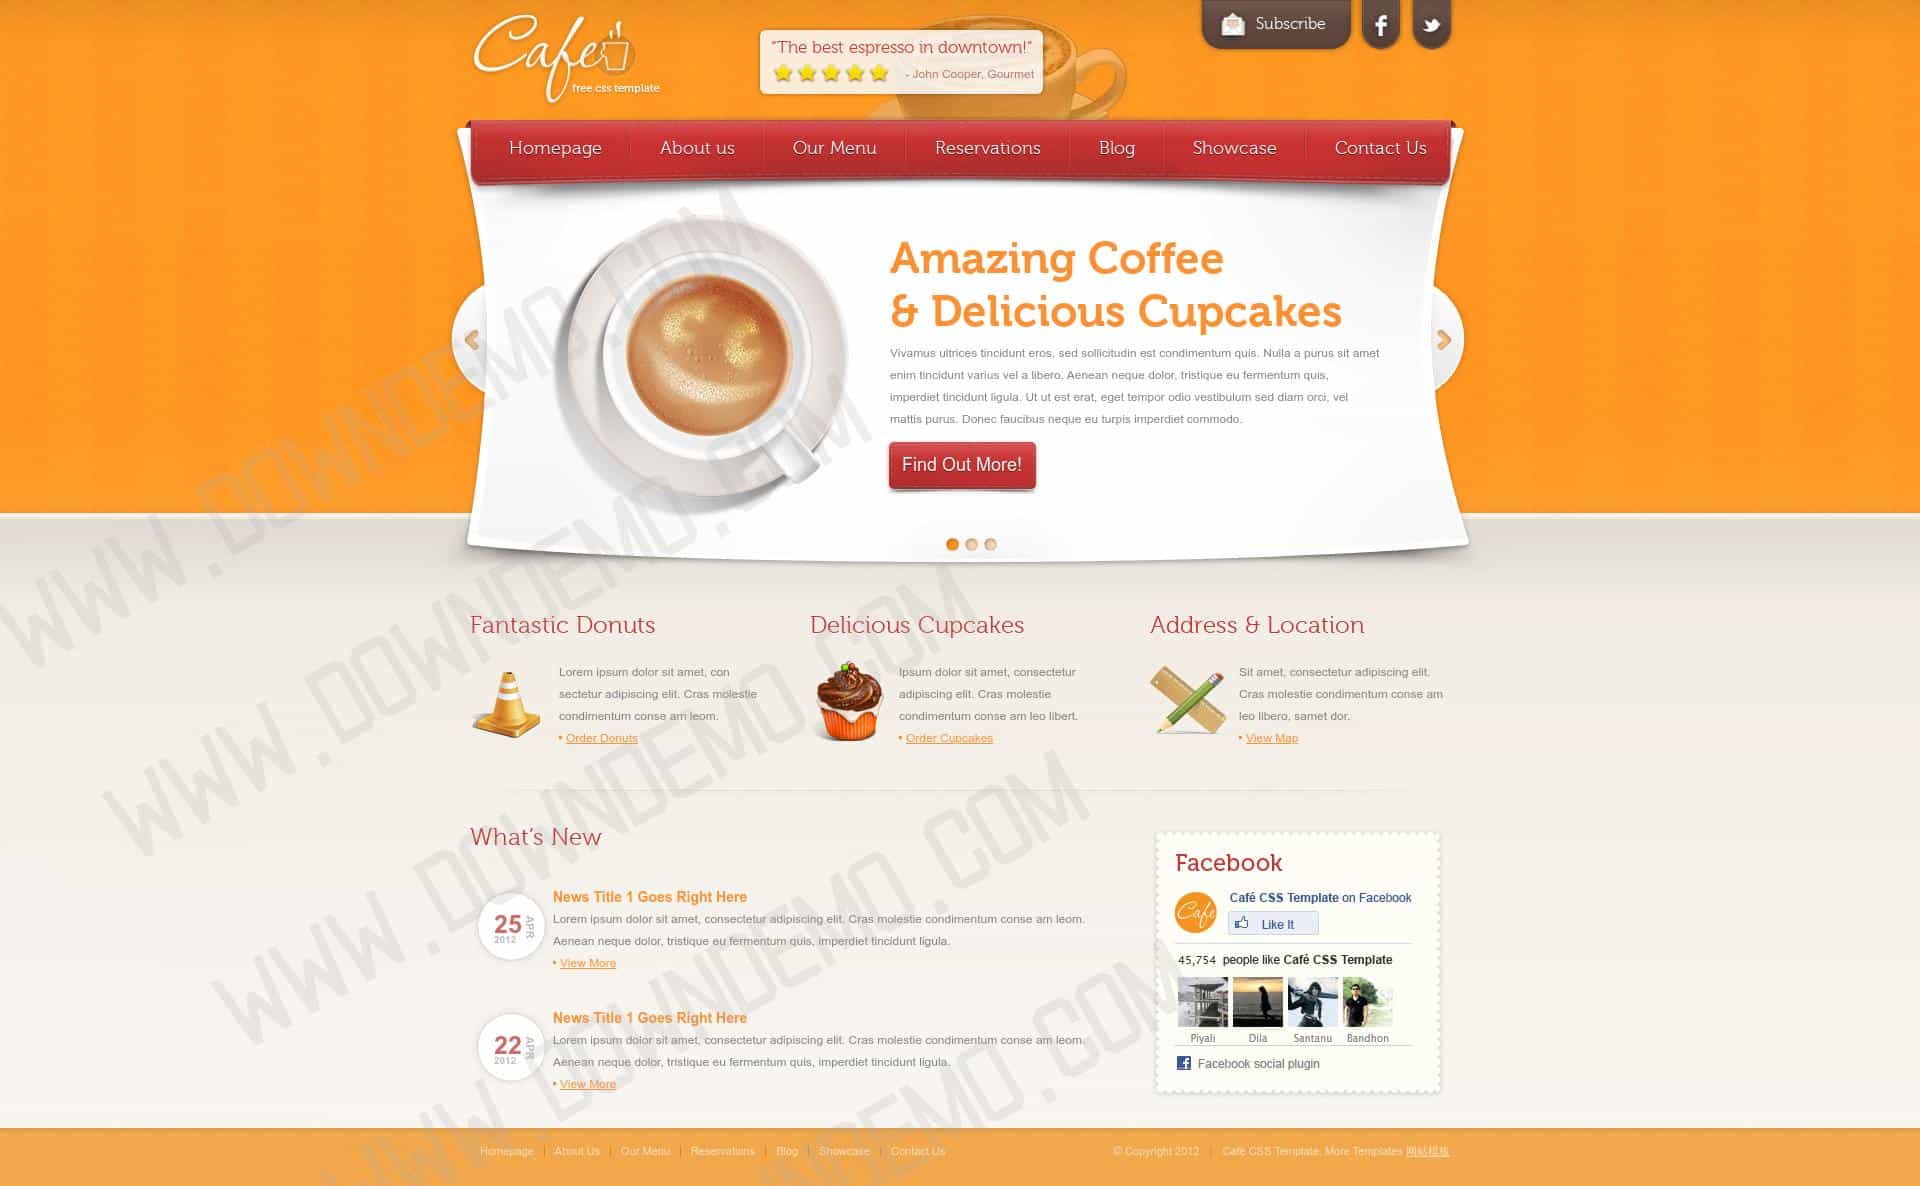 Cafe
free css template
"The best espresso in downtown!"
- John Cooper, Gourmet
Subscribe
Homepage
About us
Our Menu
Reservations
Blog
Showcase
Contact Us
Amazing Coffee
& Delicious Cupcakes
Vivamus ultrices tincidunt eros, sed sollicitudin est condimentum quis. Nulla a purus sit amet
enim tincidunt varius vel a libero. Aenean neque dolor, tristique eu fermentum quis,
imperdiet tincidunt ligula. Ut ut est erat, eget tempor odio vestibulum sed diam orci, vel
mattis purus. Donec faucibus neque eu turpis imperdiet commodo.
Find Out More!
Fantastic Donuts
Lorem ipsum dolor sit amet, con
sectetur adipiscing elit. Cras molestie
condimentum conse am leom.
• Order Donuts
Delicious Cupcakes
Ipsum dolor sit amet, consectetur
adipiscing elit. Cras molestie
condimentum conse am leo libert.
• Order Cupcakes
Address & Location
Sit amet, consectetur adipiscing elit.
Cras molestie condimentum conse am
leo libero, samet dor.
• View Map
What's New
25 APR
2012
News Title 1 Goes Right Here
Lorem ipsum dolor sit amet, consectetur adipiscing elit. Cras molestie condimentum conse am leom.
Aenean neque dolor, tristique eu fermentum quis, imperdiet tincidunt ligula.
• View More
22 APR
2012
News Title 1 Goes Right Here
Lorem ipsum dolor sit amet, consectetur adipiscing elit. Cras molestie condimentum conse am leom.
Aenean neque dolor, tristique eu fermentum quis, imperdiet tincidunt ligula.
• View More
Facebook
Cafe
Café CSS Template on Facebook
Like It
45,754 people like Café CSS Template
Piyali
Dila
Santanu
Bandhon
Facebook social plugin
Homepage | About Us | Our Menu | Reservations | Blog | Showcase | Contact Us
© Copyright 2012 | Café CSS Template. More Templates 网站模板
WWW.DOWNDEMO.COM
WWW.DOWNDEMO.COM
WWW.DOWNDEMO.COM
WWW.DOWNDEMO.COM
WWW.DOWNDEMO.COM